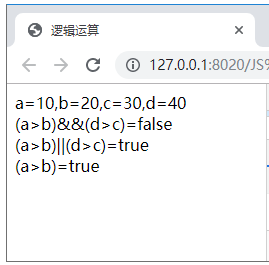 逻辑运算
127.0.0.1:8020/JS%
a=10,b=20,c=30,d=40
(a>b)&&(d>c)=false
(a>b)||(d>c)=true
(a>b)=true